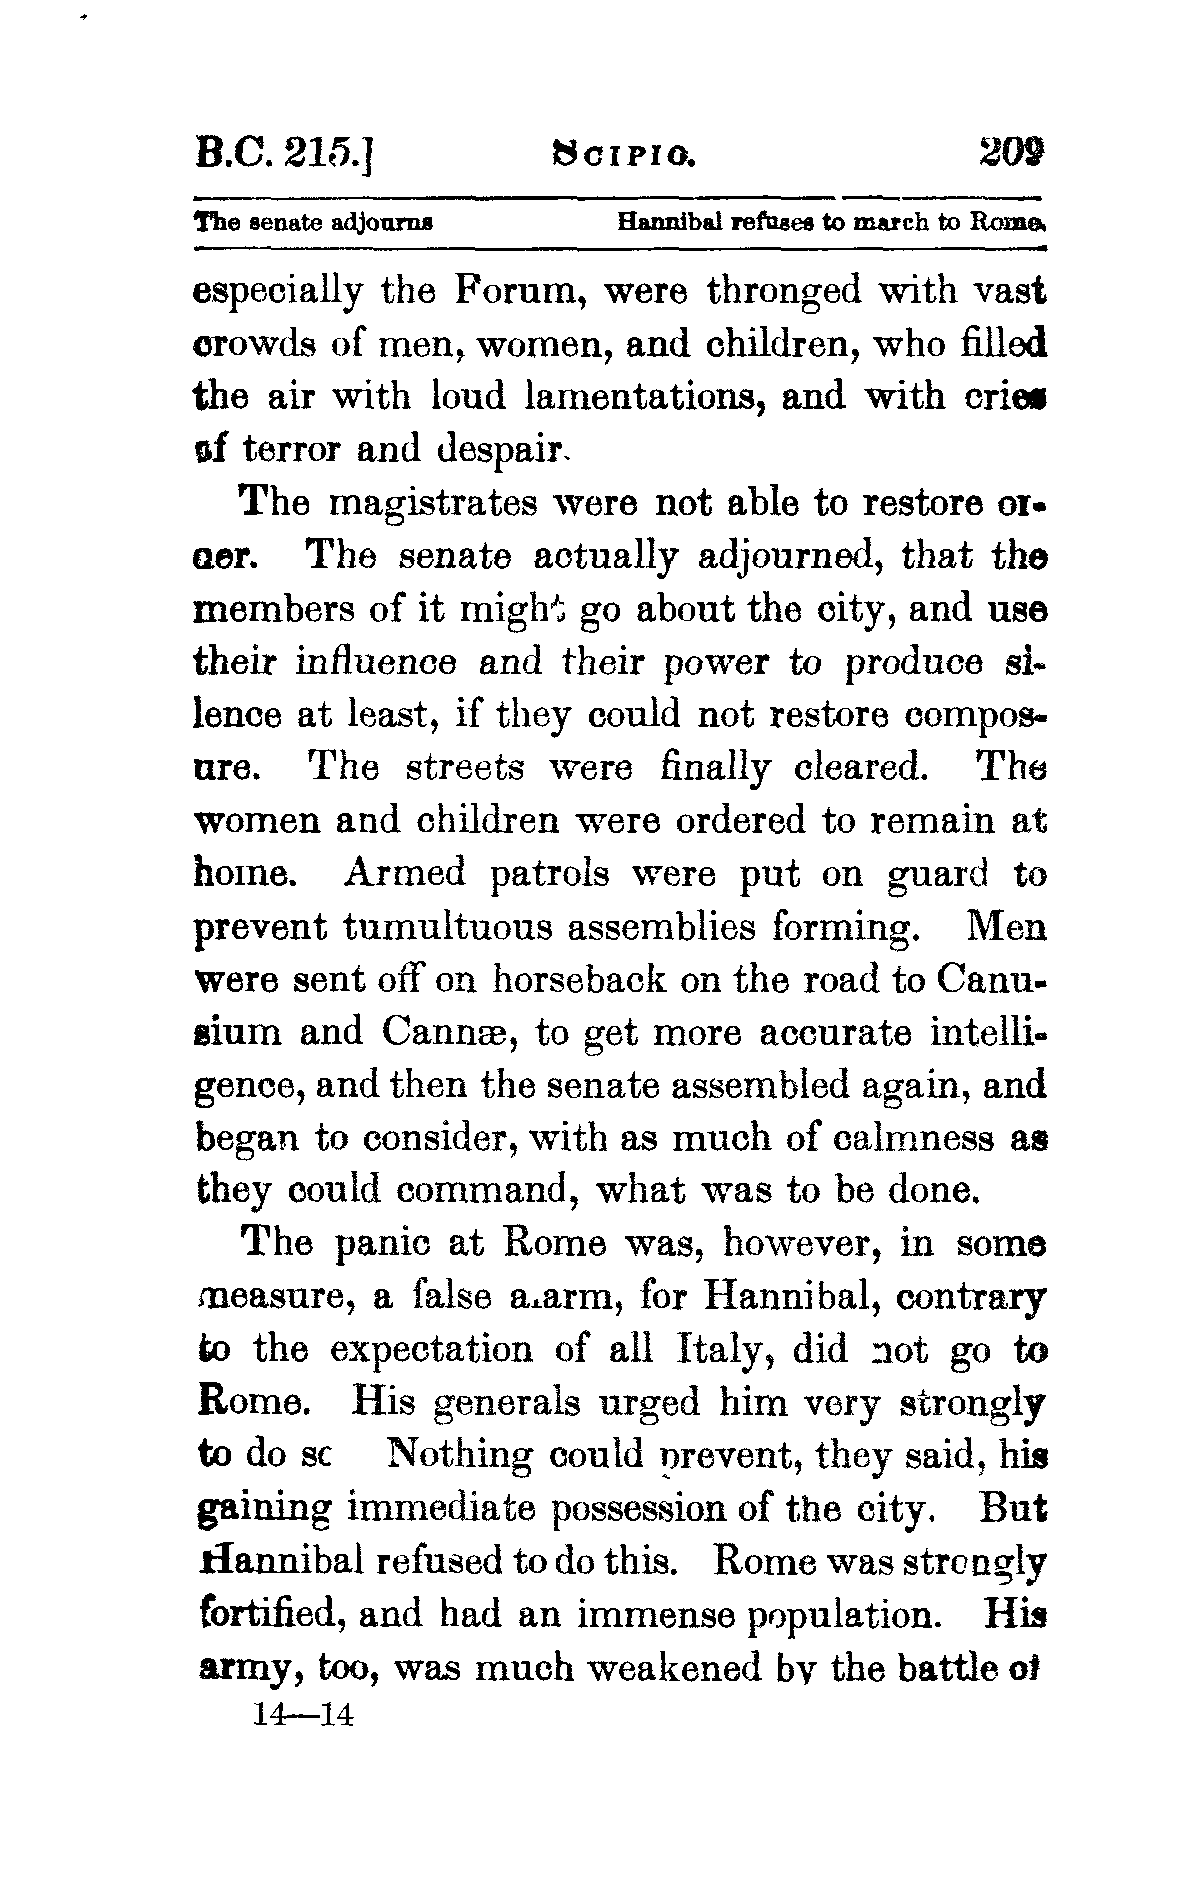 B.C. 215.] SCIPIO. 209
The senate adjourns Hannibal refuses to march to Rome.
especially the Forum, were thronged with vast
crowds of men, women, and children, who filled
the air with loud lamentations, and with cries
of terror and despair.
The magistrates were not able to restore or-
der. The senate actually adjourned, that the
members of it might go about the city, and use
their influence and their power to produce si-
lence at least, if they could not restore compos-
ure. The streets were finally cleared. The
women and children were ordered to remain at
home. Armed patrols were put on guard to
prevent tumultuous assemblies forming. Men
were sent off on horseback on the road to Canu-
sium and Cannæ, to get more accurate intelli-
gence, and then the senate assembled again, and
began to consider, with as much of calmness as
they could command, what was to be done.
The panic at Rome was, however, in some
measure, a false alarm, for Hannibal, contrary
to the expectation of all Italy, did not go to
Rome. His generals urged him very strongly
to do so Nothing could prevent, they said, his
gaining immediate possession of the city. But
Hannibal refused to do this. Rome was strongly
fortified, and had an immense population. His
army, too, was much weakened by the battle of
14—14